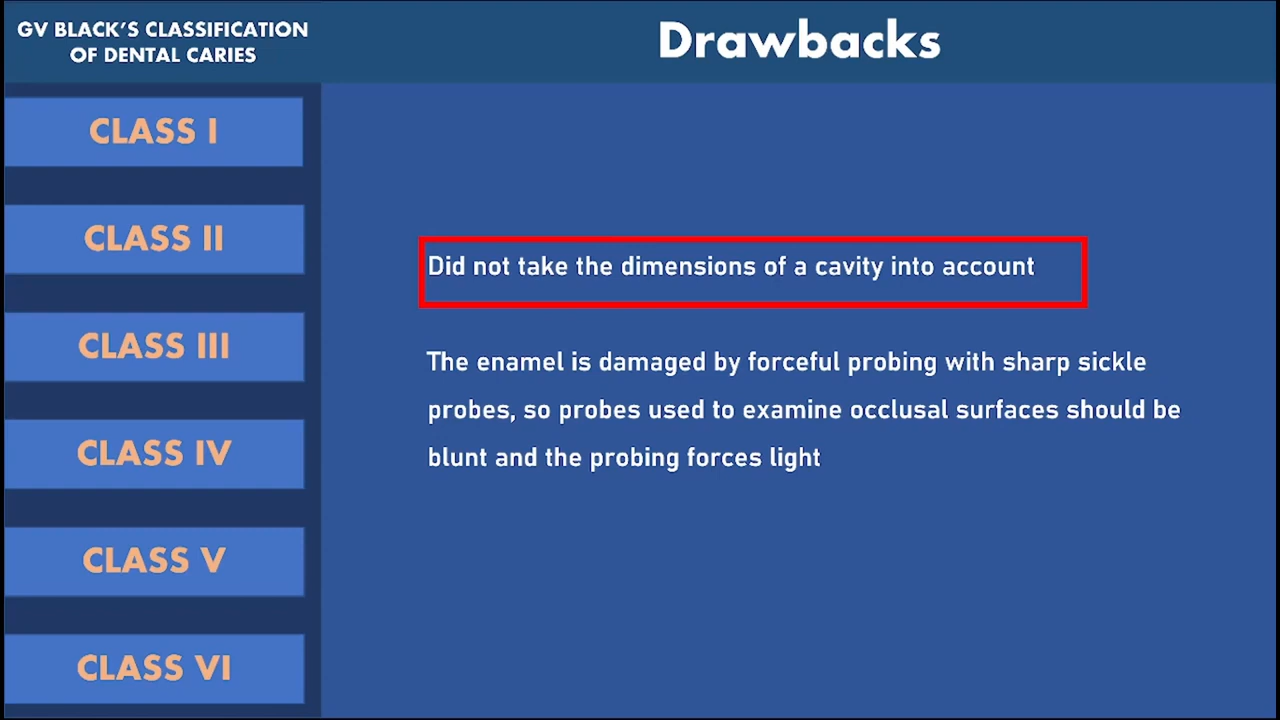 GV BLACK'S CLASSIFICATION
OF DENTAL CARIES
Drawbacks
CLASS I
CLASS II
CLASS III
CLASS IV
CLASS V
CLASS VI
Did not take the dimensions of a cavity into account
The enamel is damaged by forceful probing with sharp sickle
probes, so probes used to examine occlusal surfaces should be
blunt and the probing forces light